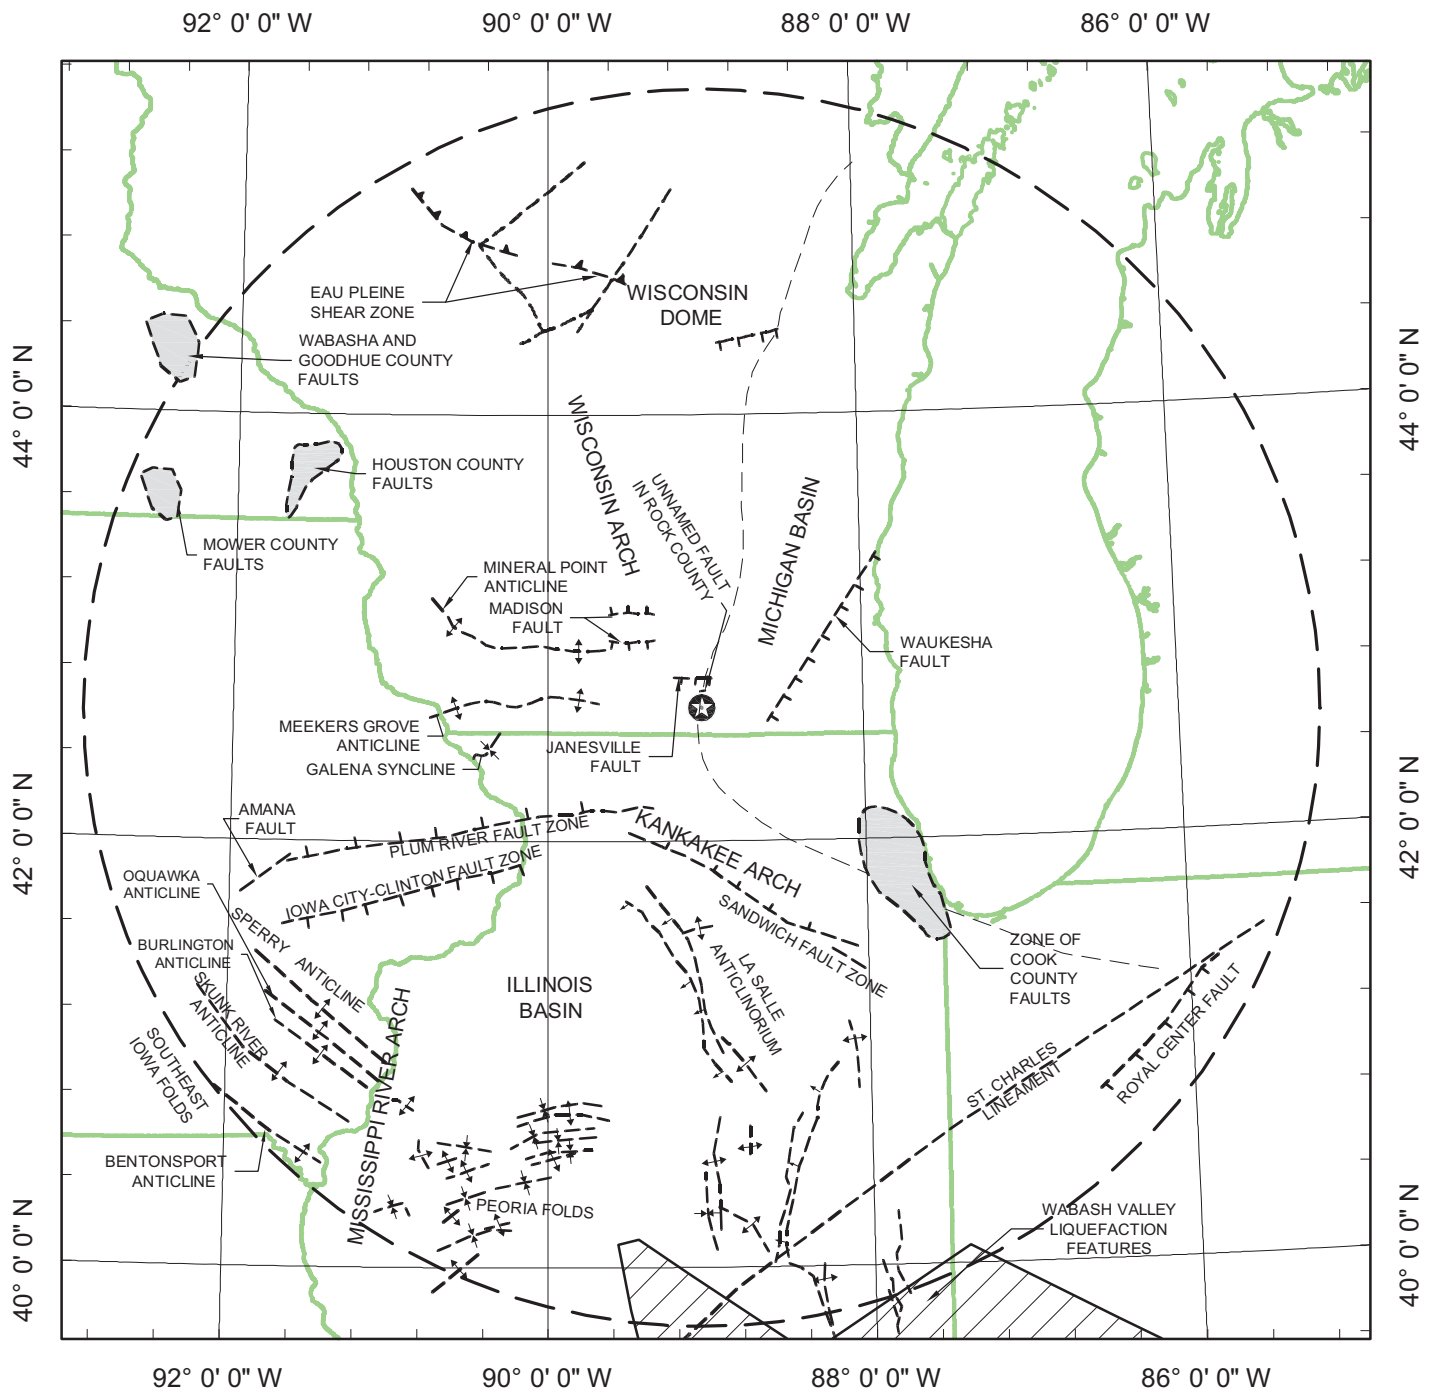 92° 0' 0" W
90° 0' 0" W
88° 0' 0" W
86° 0' 0" W
EAU PLEINE
SHEAR ZONE
WISCONSIN
DOME
WABASHA AND
GOODHUE COUNTY
FAULTS
44° 0' 0" N
44° 0' 0" N
WISCONSIN ARCH
HOUSTON COUNTY
FAULTS
UNNAMED FAULT
IN ROCK COUNTY
MICHIGAN BASIN
MOWER COUNTY
FAULTS
MINERAL POINT
ANTICLINE
MADISON
FAULT
WAUKESHA
FAULT
MEEKERS GROVE
ANTICLINE
JANESVILLE
FAULT
GALENA SYNCLINE
42° 0' 0" N
42° 0' 0" N
AMANA
FAULT
PLUM RIVER FAULT ZONE
KANKAKEE ARCH
IOWA CITY-CLINTON FAULT ZONE
OQUAWKA
ANTICLINE
SPERRY ANTICLINE
SANDWICH FAULT ZONE
BURLINGTON
ANTICLINE
ZONE OF
COOK
COUNTY
FAULTS
SKUNK RIVER
ANTICLINE
ILLINOIS
BASIN
LA SALLE
ANTICLINORIUM
ROYAL CENTER FAULT
SOUTHEAST
IOWA FOLDS
MISSISSIPPI RIVER ARCH
ST. CHARLES
LINEAMENT
BENTONSPORT
ANTICLINE
PEORIA FOLDS
WABASH VALLEY
LIQUEFACTION
FEATURES
40° 0' 0" N
40° 0' 0" N
92° 0' 0" W
90° 0' 0" W
88° 0' 0" W
86° 0' 0" W